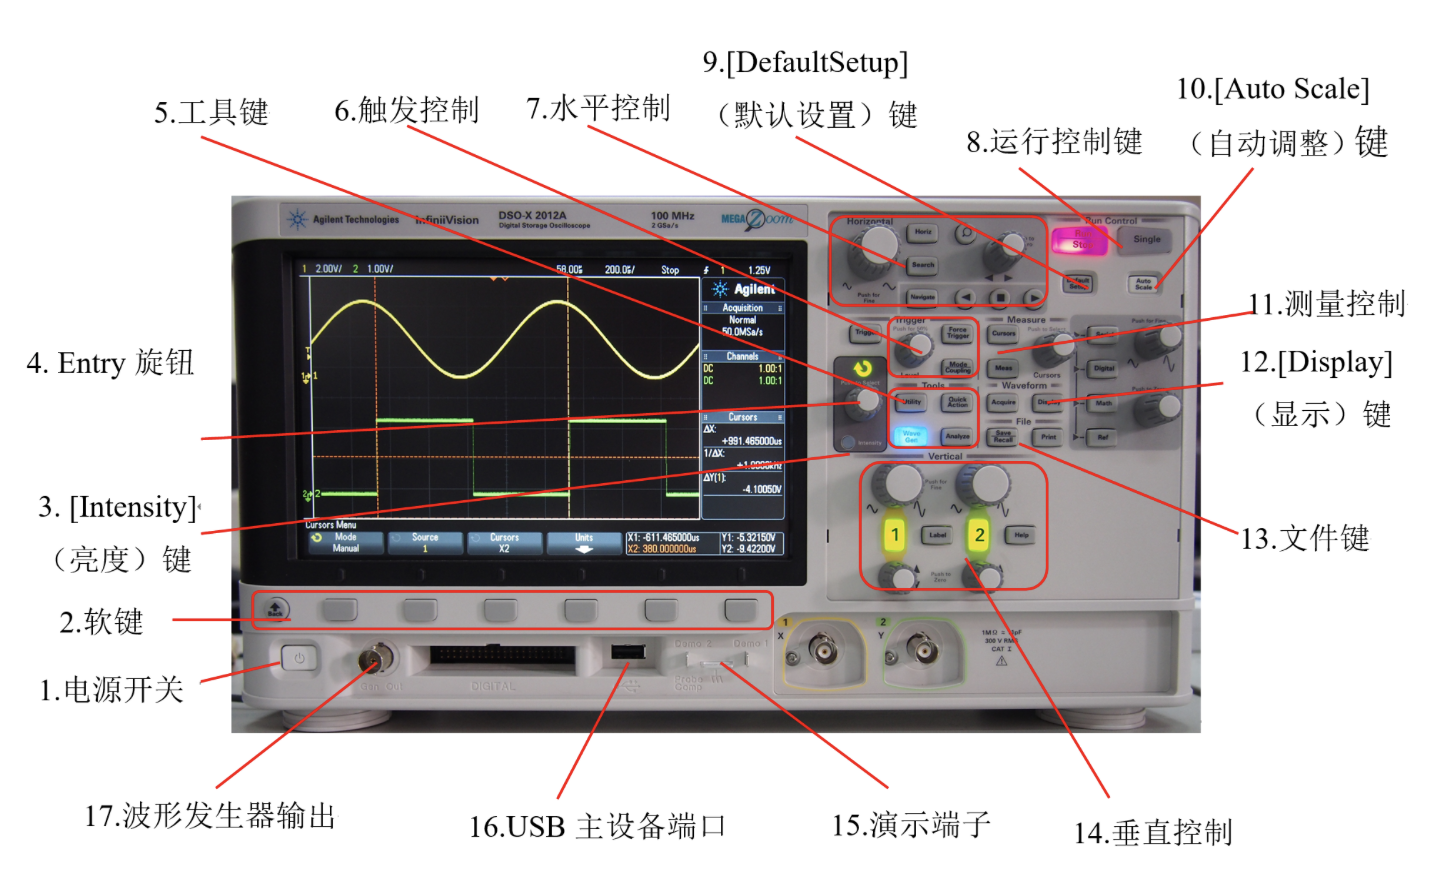 9.[DefaultSetup]
（默认设置）键
10.[Auto Scale]
（自动调整）键
5.工具键
6.触发控制
7.水平控制
8.运行控制键
4. Entry 旋钮
3. [Intensity]
（亮度）键
2.软键
1.电源开关
11.测量控制
12.[Display]
（显示）键
13.文件键
17.波形发生器输出
16.USB 主设备端口
15.演示端子
14.垂直控制
Agilent Technologies
InfiniiVision
DSO-X 2012A
Digital Storage Oscilloscope
100 MHz
2 GSa/s
MEGA Zoom
1 2.00V/ 2 1.00V/
200.0s/ Stop
1 1.25V
Agilent
Acquisition
Normal
50.0MSa/s
Channels
DC 1.00:1
DC 1.00:1
Cursors
ΔX:
+991.465000us
1/ΔX:
ΔY(1):
-4.10050V
Cursors Menu
Mode
Manual
Source
1
Cursors
X2
Units
X1: -611.465000us
X2: 380.000000us
Y1: -5.32150V
Y2: -9.42200V
Horizontal
Horiz
Search
Navigate
Push for
Fine
Run Control
Single
Default
Auto
Scale
Trigger
Trigger
Force
Trigger
Mode
Coupling
Level
Measure
Cursors
Meas
Push to Select
Cursors
Tools
Utility
Quick
Action
Wave
Gen
Analyze
Waveform
Acquire
Display
File
Save
Recall
Print
Serial
Digital
Math
Ref
Intensity
Vertical
Push for
Fine
1
Label
2
Help
Push to
Zero
Back
Gen Out
DIGITAL
Demo 2
Demo 1
Probe
Comp
1
X
2
Y
300 V RMS
CAT I